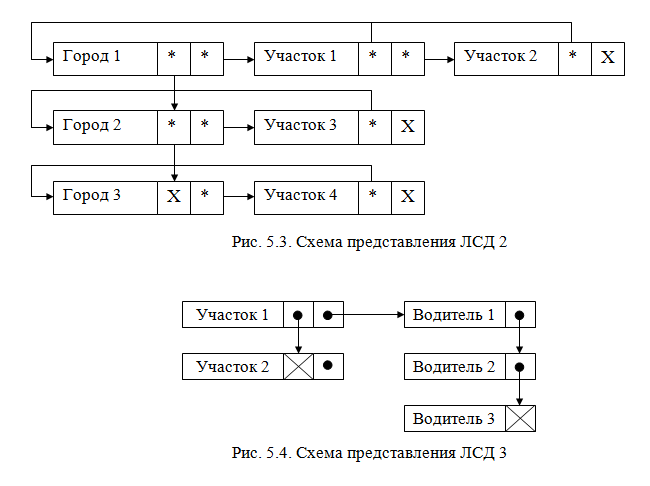 Город 1 * * Участок 1 * * Участок 2 * X
Город 2 * * Участок 3 * X
Город 3 X * Участок 4 * X
Рис. 5.3. Схема представления ЛСД 2
Участок 1 Водитель 1
Участок 2 Водитель 2
Водитель 3
Рис. 5.4. Схема представления ЛСД 3